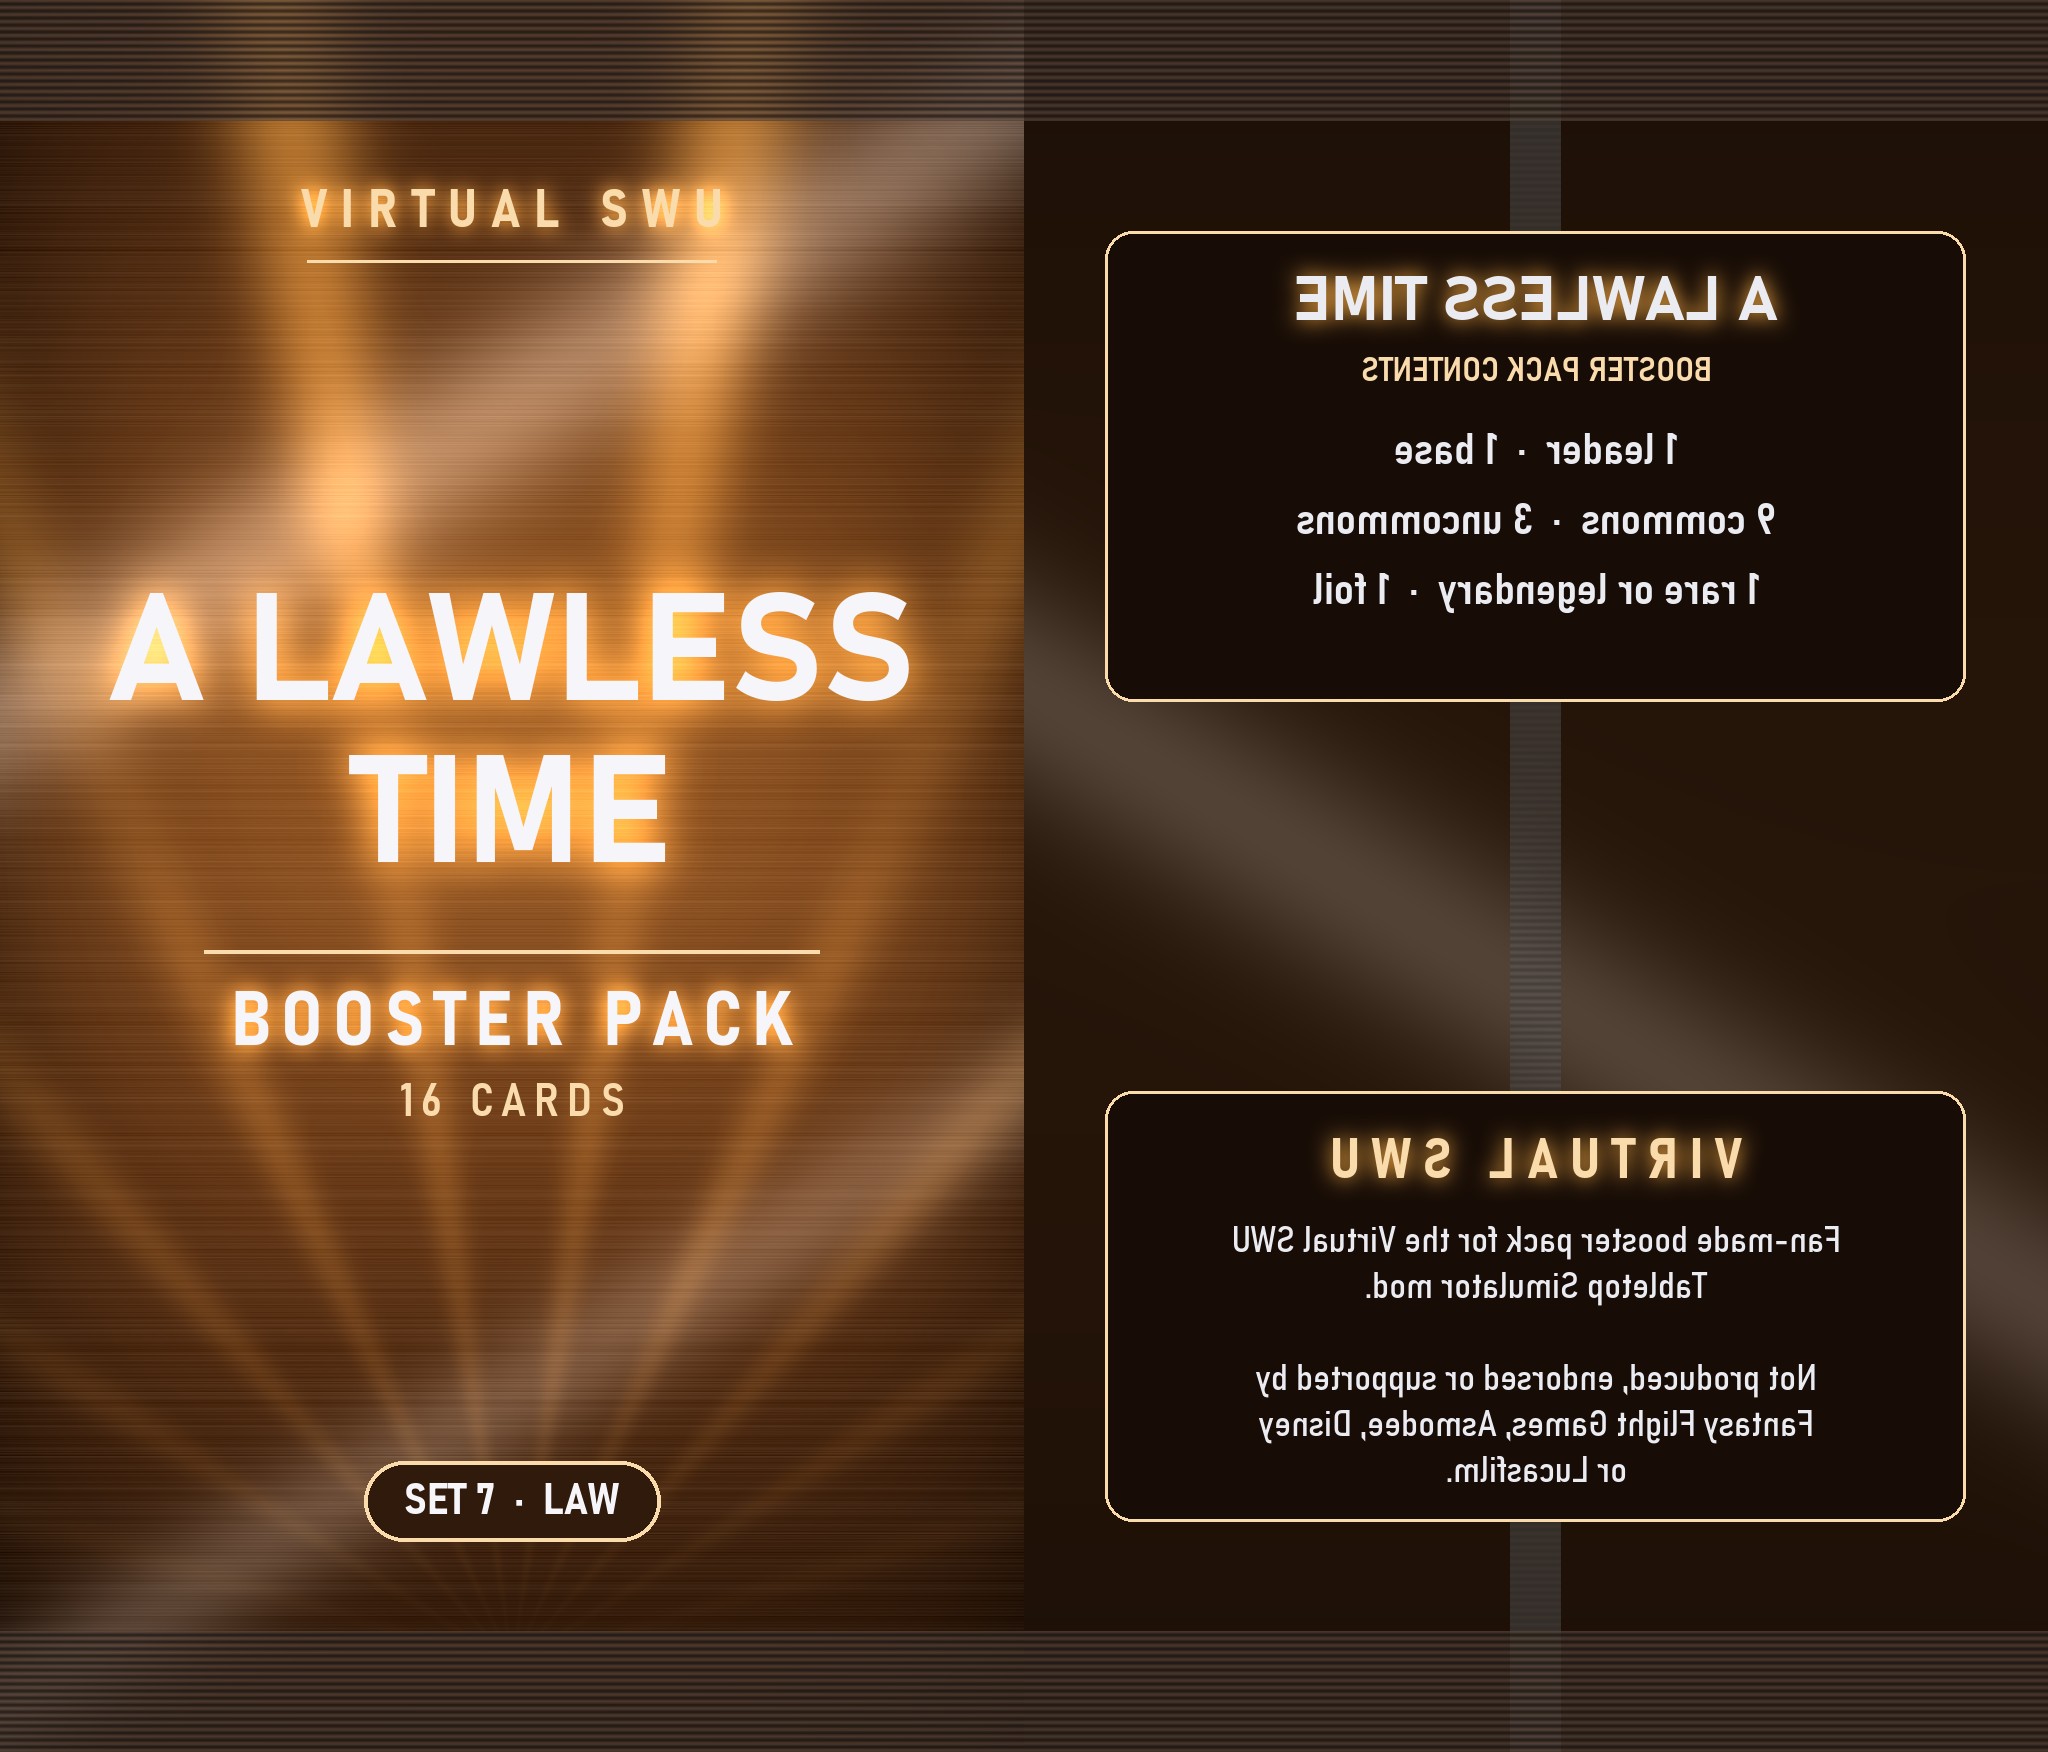 VIRTUAL SWU
A LAWLESS
TIME
BOOSTER PACK
16 CARDS
SET 7 · LAW
A LAWLESS TIME
BOOSTER PACK CONTENTS
1 leader · 1 base
9 commons · 3 uncommons
1 rare or legendary · 1 foil
VIRTUAL SWU
Fan-made booster pack for the Virtual SWU
Tabletop Simulator mod.
Not produced, endorsed or supported by
Fantasy Flight Games, Asmodee, Disney
or Lucasfilm.